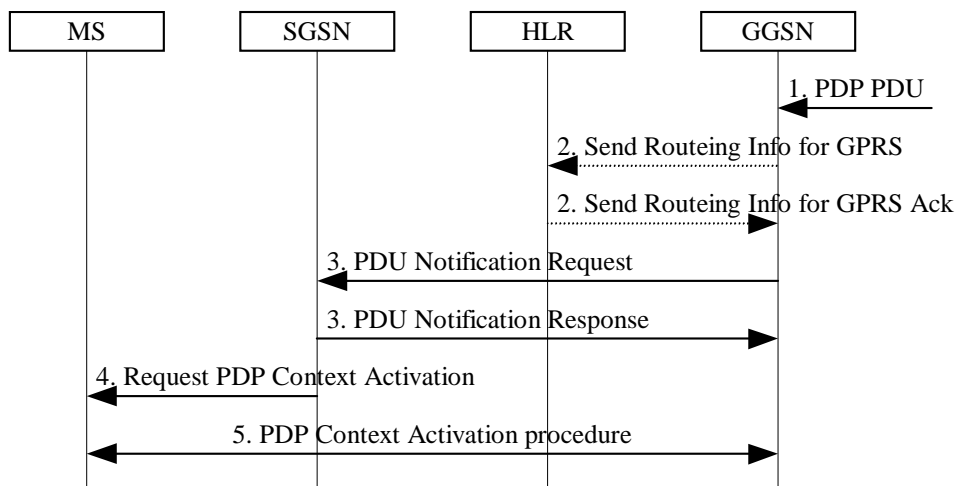 MS
SGSN
HLR
GGSN
1. PDP PDU
2. Send Routeing Info for GPRS
2. Send Routeing Info for GPRS Ack
3. PDU Notification Request
3. PDU Notification Response
4. Request PDP Context Activation
5. PDP Context Activation procedure